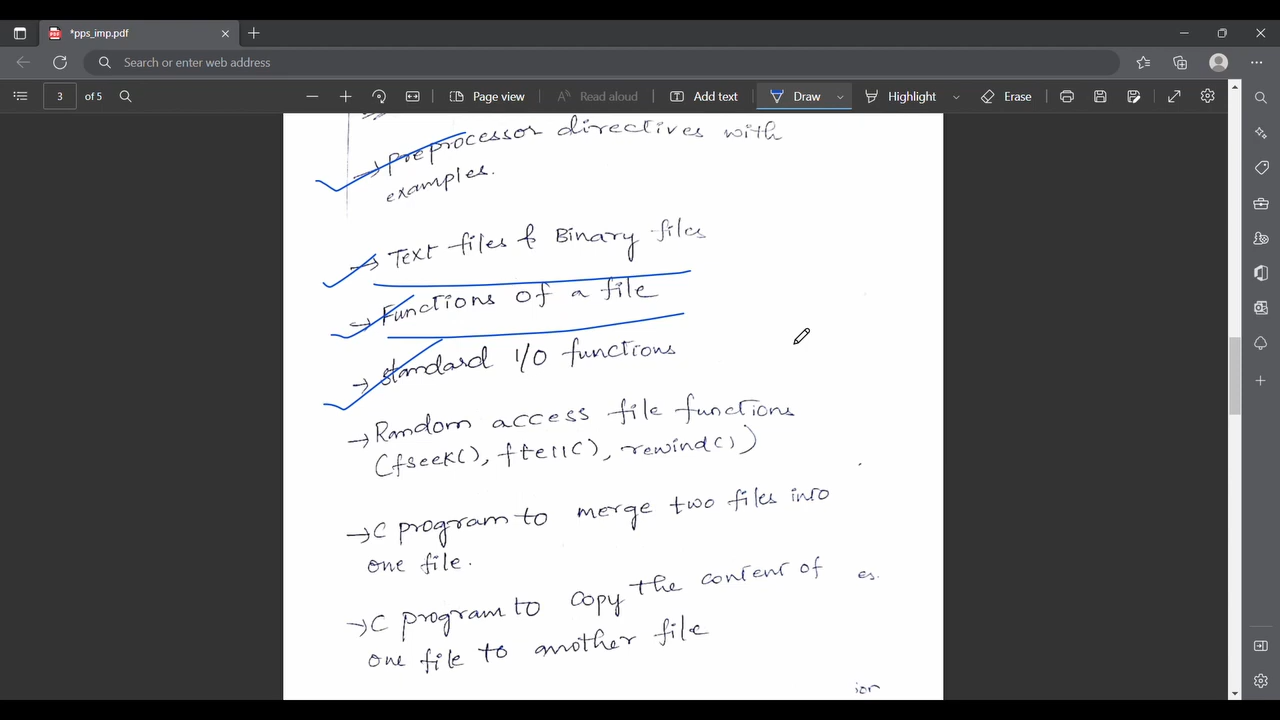 *pps_imp.pdf
Search or enter web address
3 of 5
Page view
Read aloud
Add text
Draw
Highlight
Erase
→ Preprocessor directives with
examples.
→ Text files & Binary files
→ Functions of a file
→ Standard I/O functions
→ Random access file functions
(fseek(), ftell(), rewind())
→ C program to merge two files into
one file.
→ C program to copy the content of
one file to another file
es.
ion